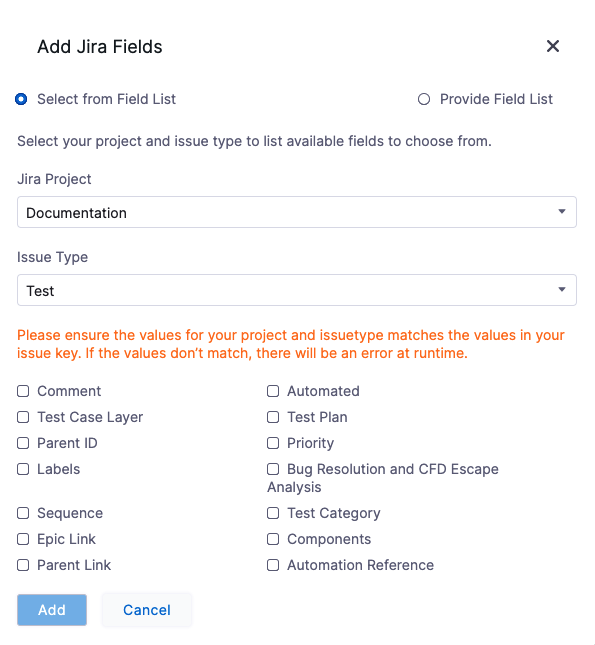 Add Jira Fields
Select from Field List
Provide Field List
Select your project and issue type to list available fields to choose from.
Jira Project
Documentation
Issue Type
Test
Please ensure the values for your project and issuetype matches the values in your
issue key. If the values don't match, there will be an error at runtime.
Comment
Automated
Test Case Layer
Test Plan
Parent ID
Priority
Labels
Bug Resolution and CFD Escape
Analysis
Sequence
Test Category
Epic Link
Components
Parent Link
Automation Reference
Add
Cancel